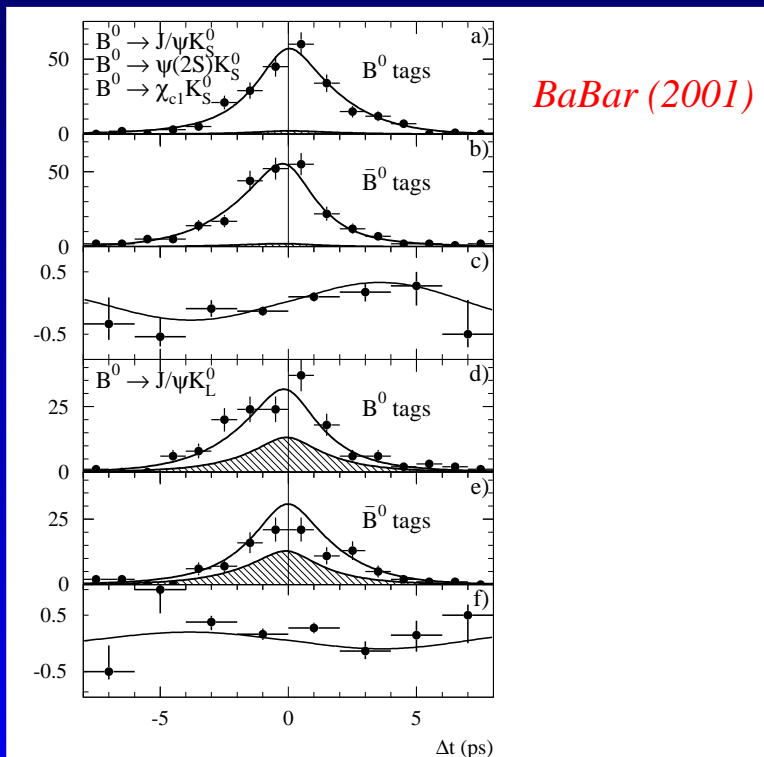 B⁰ → J/ψK⁰_S
B⁰ → ψ(2S)K⁰_S
B⁰ → χ_c1 K⁰_S
a)
B⁰ tags
50
0
BaBar (2001)
b)
B̄⁰ tags
50
0
c)
0.5
-0.5
B⁰ → J/ψK⁰_L
d)
B⁰ tags
25
0
e)
B̄⁰ tags
25
0
f)
0.5
-0.5
-5 0 5
Δt (ps)